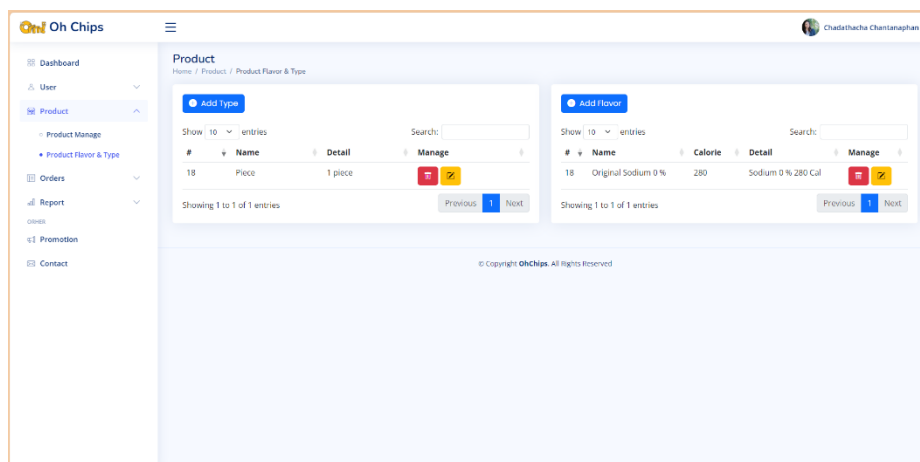 Oh Chips
Chadathacha Chantanaphan
Dashboard
User
Product
Product Manage
Product Flavor & Type
Orders
Report
Promotion
Contact
Product
Home / Product / Product Flavor & Type
Add Type
Show 10 entries Search:
# Name Detail Manage
18 Piece 1 piece
Showing 1 to 1 of 1 entries Previous 1 Next
Add Flavor
Show 10 entries Search:
# Name Calorie Detail Manage
18 Original Sodium 0 % 280 Sodium 0 % 280 Cal
Showing 1 to 1 of 1 entries Previous 1 Next
© Copyright OhChips. All Rights Reserved